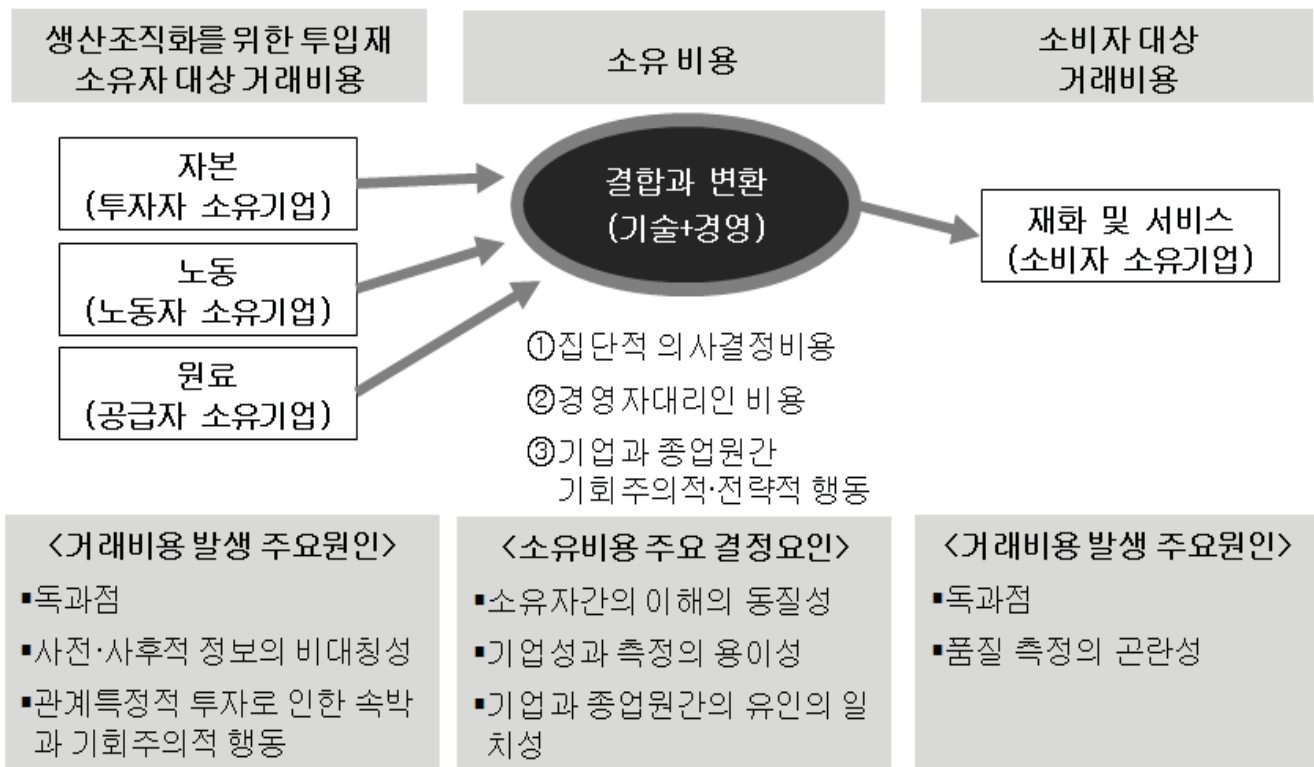 생산조직화를 위한 투입재
소유자 대상 거래비용
소유 비용
소비자 대상
거래비용
자본
(투자자 소유기업)
노동
(노동자 소유기업)
원료
(공급자 소유기업)
결합과 변환
(기술+경영)
재화 및 서비스
(소비자 소유기업)
①집단적 의사결정비용
②경영자대리인 비용
③기업과 종업원간
기회주의적·전략적 행동
<거래비용 발생 주요원인>
▪독과점
▪사전·사후적 정보의 비대칭성
▪관계특정적 투자로 인한 속박
과 기회주의적 행동
<소유비용 주요 결정요인>
▪소유자간의 이해의 동질성
▪기업성과 측정의 용이성
▪기업과 종업원간의 유인의 일
치성
<거래비용 발생 주요원인>
▪독과점
▪품질 측정의 곤란성